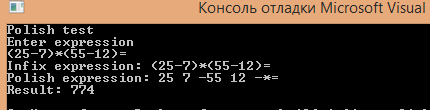 Консоль отладки Microsoft Visual
Polish test
Enter expression
(25-7)*(55-12)=
Infix expression: (25-7)*(55-12)=
Polish expression: 25 7 -55 12 -*=
Result: 774